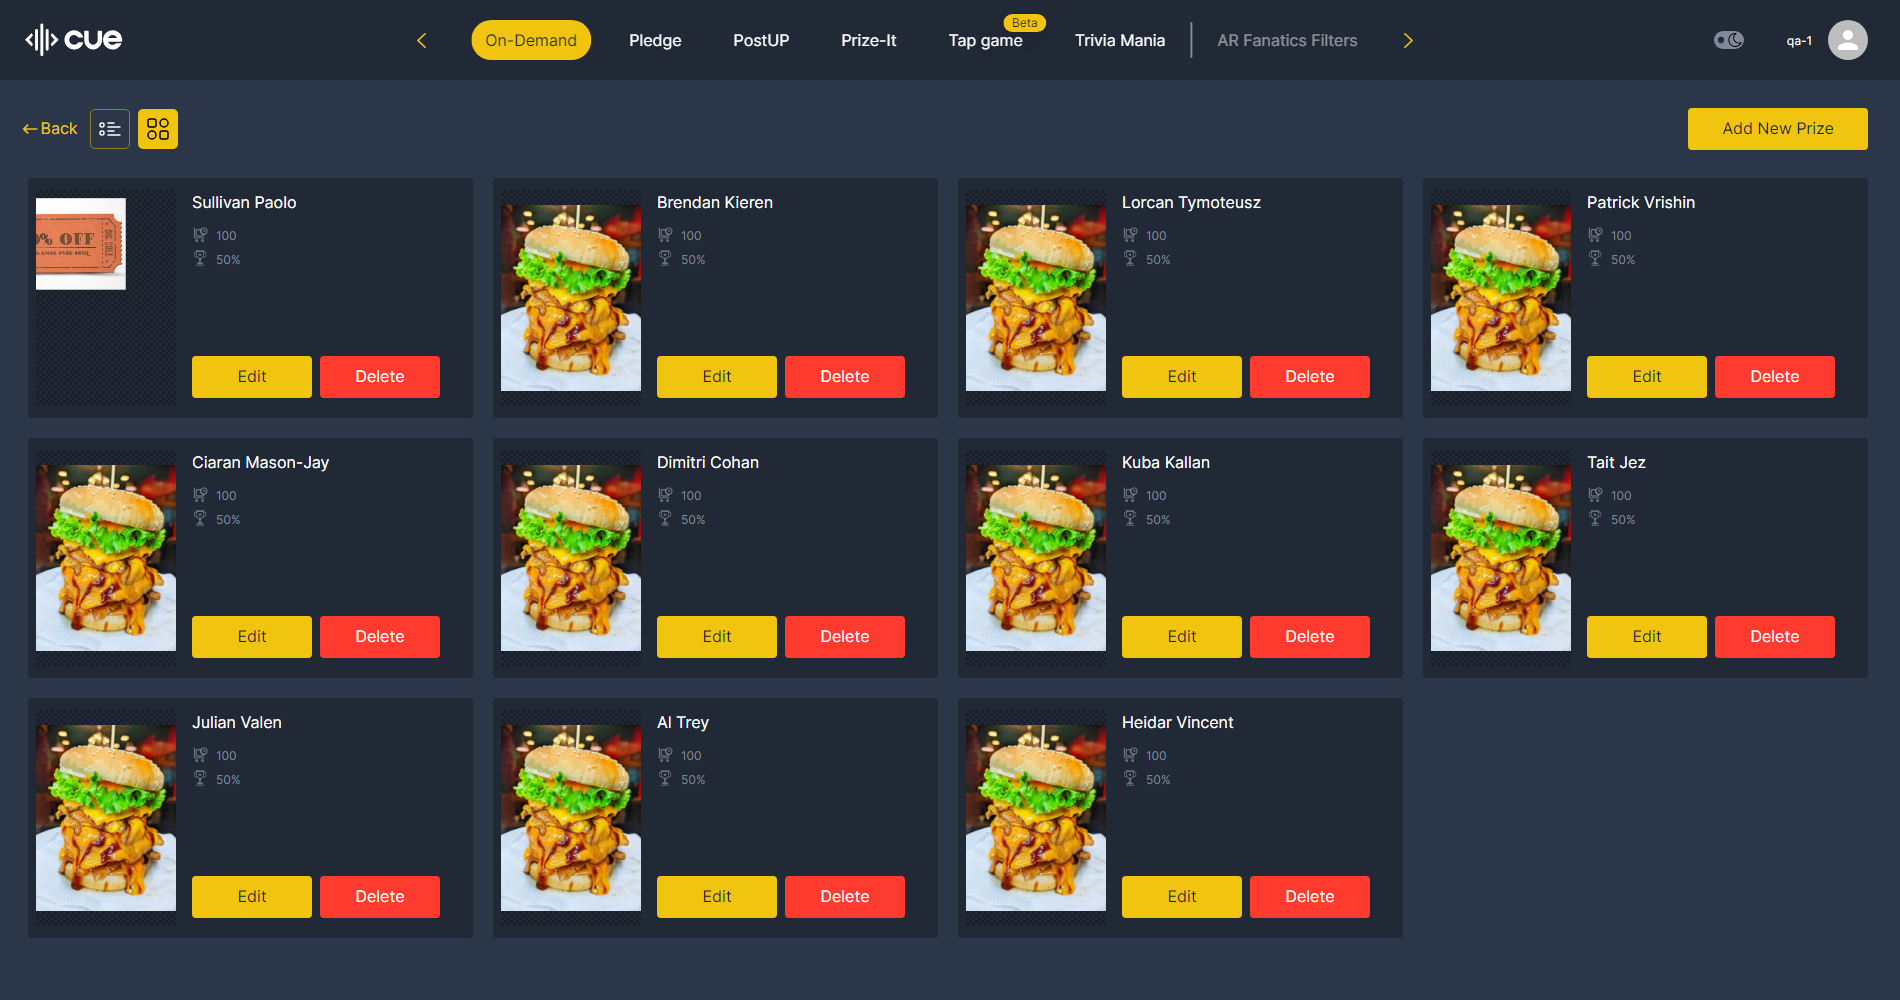 cue
On-Demand
Pledge
PostUP
Prize-It
Tap game
Beta
Trivia Mania
AR Fanatics Filters
qa-1
Back
Add New Prize
Sullivan Paolo
100
50%
% OFF
Edit
Delete
Brendan Kieren
100
50%
Edit
Delete
Lorcan Tymoteusz
100
50%
Edit
Delete
Patrick Vrishin
100
50%
Edit
Delete
Ciaran Mason-Jay
100
50%
Edit
Delete
Dimitri Cohan
100
50%
Edit
Delete
Kuba Kallan
100
50%
Edit
Delete
Tait Jez
100
50%
Edit
Delete
Julian Valen
100
50%
Edit
Delete
Al Trey
100
50%
Edit
Delete
Heidar Vincent
100
50%
Edit
Delete